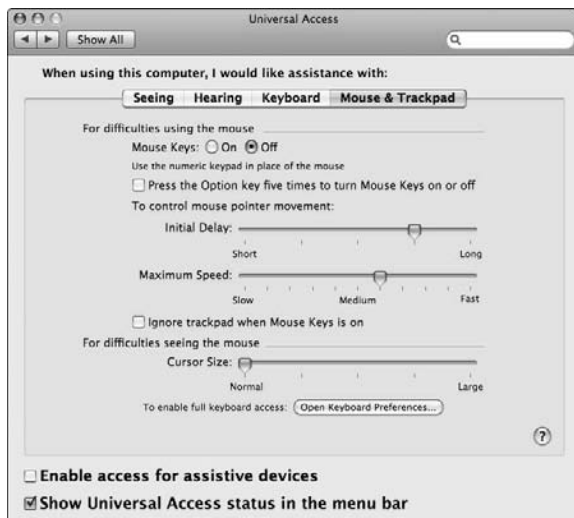 Universal Access
Show All
When using this computer, I would like assistance with:
Seeing Hearing Keyboard Mouse & Trackpad
For difficulties using the mouse
Mouse Keys: On Off
Use the numeric keypad in place of the mouse
Press the Option key five times to turn Mouse Keys on or off
To control mouse pointer movement:
Initial Delay:
Short Long
Maximum Speed:
Slow Medium Fast
Ignore trackpad when Mouse Keys is on
For difficulties seeing the mouse
Cursor Size:
Normal Large
To enable full keyboard access: Open Keyboard Preferences...
?
Enable access for assistive devices
Show Universal Access status in the menu bar